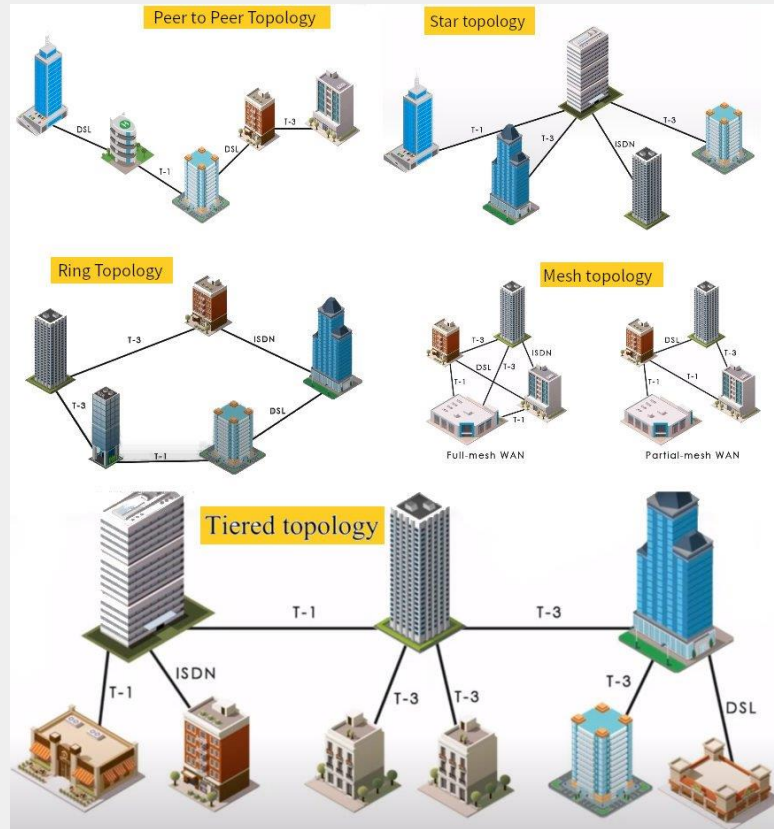 Peer to Peer Topology
DSL
T-1
DSL
T-3
Star topology
T-1
T-3
ISDN
T-3
Ring Topology
T-3
ISDN
T-3
T-1
DSL
Mesh topology
T-3
DSL
T-3
ISDN
T-1
T-1
Full-mesh WAN
DSL
T-3
T-1
T-1
Partial-mesh WAN
Tiered topology
T-1
T-3
T-1
ISDN
T-3
T-3
T-3
DSL